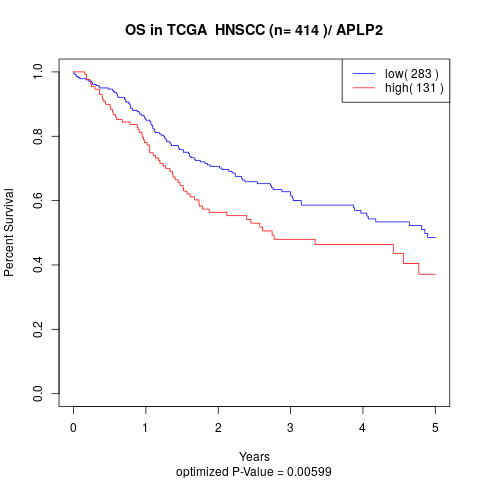 OS in TCGA  HNSCC (n= 414 )/ APLP2
low( 283 )
high( 131 )
Percent Survival
1.0
0.8
0.6
0.4
0.2
0.0
0 1 2 3 4 5
Years
optimized P-Value = 0.00599